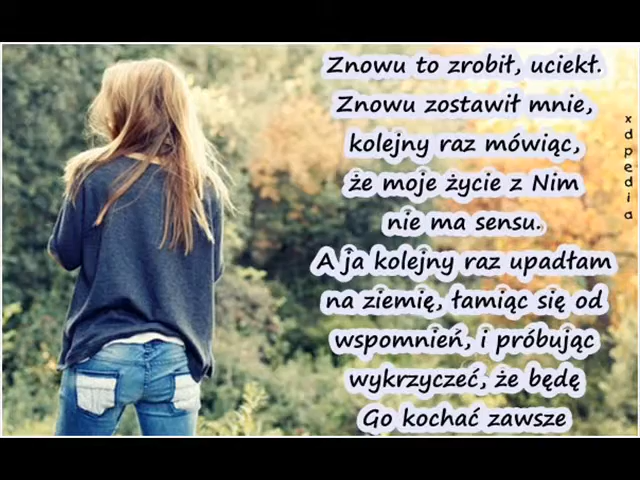 Znowu to zrobił, uciekł.
Znowu zostawił mnie,
kolejny raz mówiąc,
że moje życie z Nim
nie ma sensu.
A ja kolejny raz upadłam
na ziemię, łamiąc się od
wspomnień, i próbując
wykrzyczeć, że będę
Go kochać zawsze
xdpedia